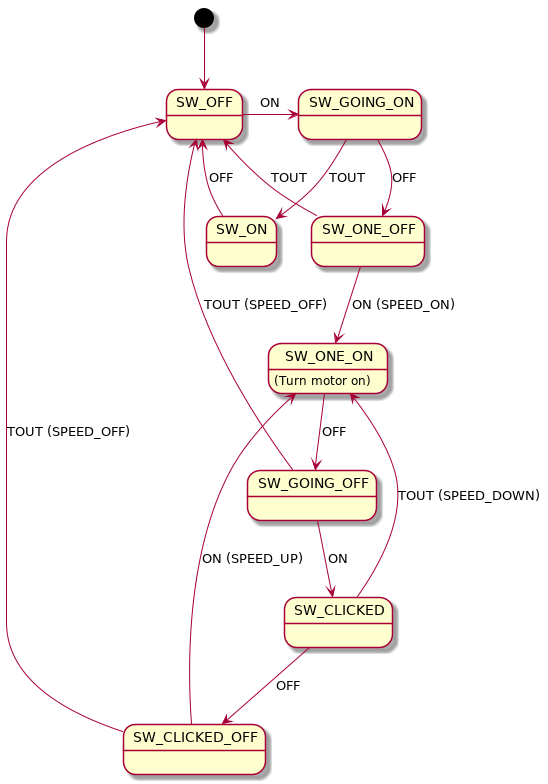 SW_OFF
ON
SW_GOING_ON
OFF
TOUT
TOUT
OFF
SW_ON
SW_ONE_OFF
TOUT (SPEED_OFF)
ON (SPEED_ON)
SW_ONE_ON
(Turn motor on)
TOUT (SPEED_OFF)
OFF
SW_GOING_OFF
TOUT (SPEED_DOWN)
ON (SPEED_UP)
ON
SW_CLICKED
OFF
SW_CLICKED_OFF